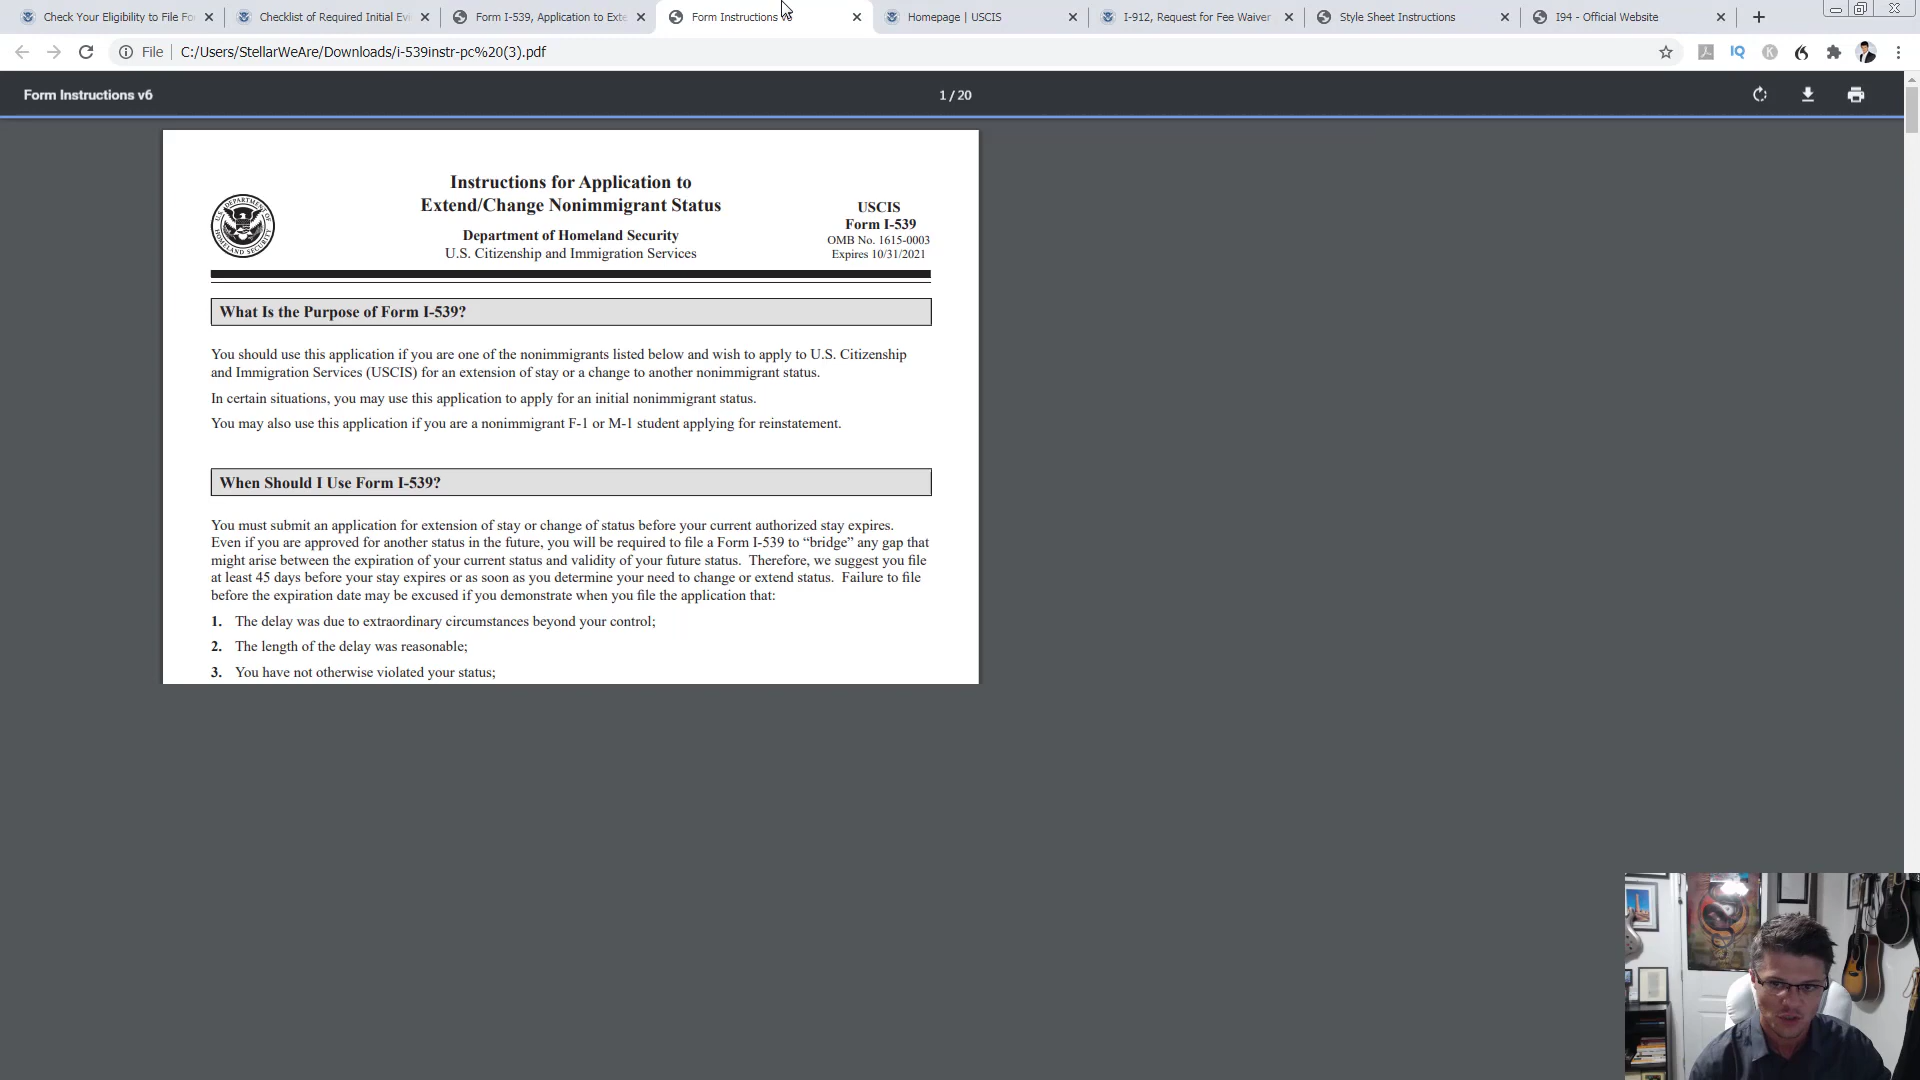 Check Your Eligibility to File Fo
Checklist of Required Initial Evi
Form I-539, Application to Exte
Form Instructions v
Homepage | USCIS
I-912, Request for Fee Waiver
Style Sheet Instructions
I94 - Official Website
File
C:/Users/StellarWeAre/Downloads/i-539instr-pc%20(3).pdf
IQ
K
Form Instructions v6
1 / 20
Instructions for Application to
Extend/Change Nonimmigrant Status
Department of Homeland Security
U.S. Citizenship and Immigration Services
USCIS
Form I-539
OMB No. 1615-0003
Expires 10/31/2021
U.S. DEPARTMENT OF
HOMELAND SECURITY
What Is the Purpose of Form I-539?
You should use this application if you are one of the nonimmigrants listed below and wish to apply to U.S. Citizenship
and Immigration Services (USCIS) for an extension of stay or a change to another nonimmigrant status.
In certain situations, you may use this application to apply for an initial nonimmigrant status.
You may also use this application if you are a nonimmigrant F-1 or M-1 student applying for reinstatement.
When Should I Use Form I-539?
You must submit an application for extension of stay or change of status before your current authorized stay expires.
Even if you are approved for another status in the future, you will be required to file a Form I-539 to “bridge” any gap that
might arise between the expiration of your current status and validity of your future status.  Therefore, we suggest you file
at least 45 days before your stay expires or as soon as you determine your need to change or extend status.  Failure to file
before the expiration date may be excused if you demonstrate when you file the application that:
1. The delay was due to extraordinary circumstances beyond your control;
2. The length of the delay was reasonable;
3. You have not otherwise violated your status;